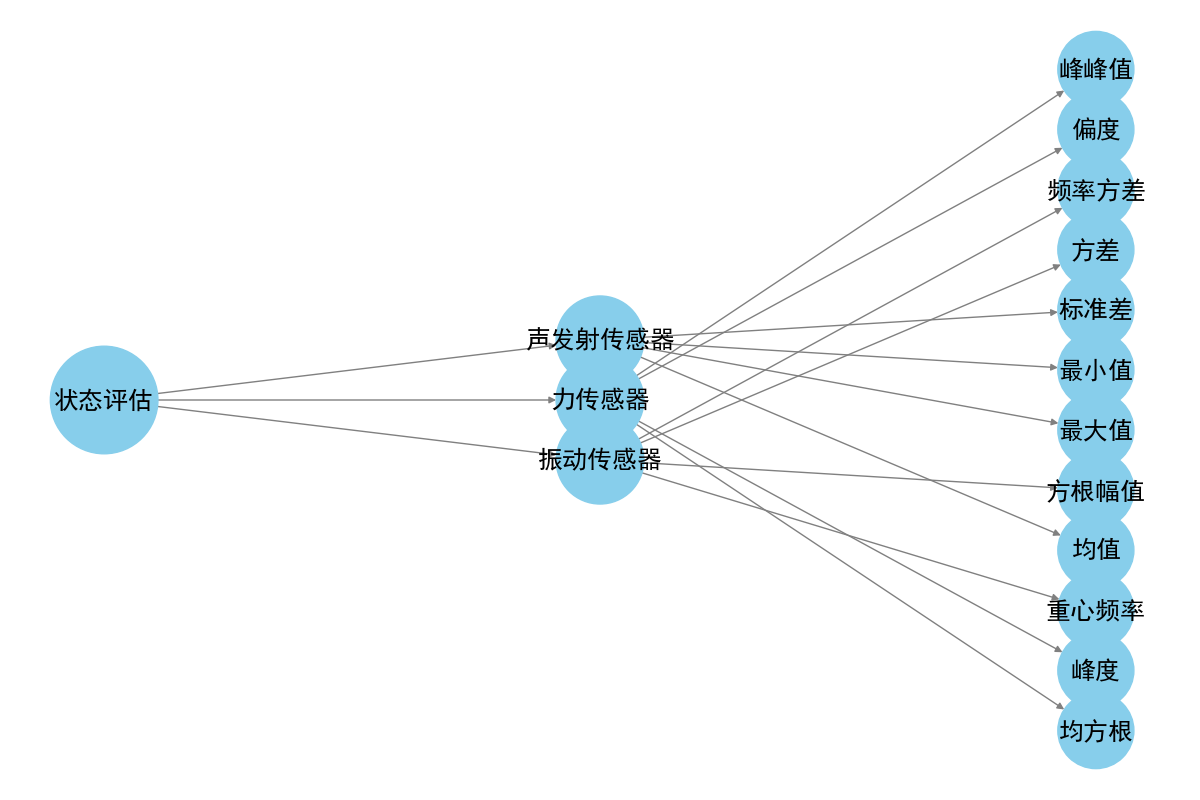 状态评估
声发射传感器
力传感器
振动传感器
峰峰值
偏度
频率方差
方差
标准差
最小值
最大值
方根幅值
均值
重心频率
峰度
均方根